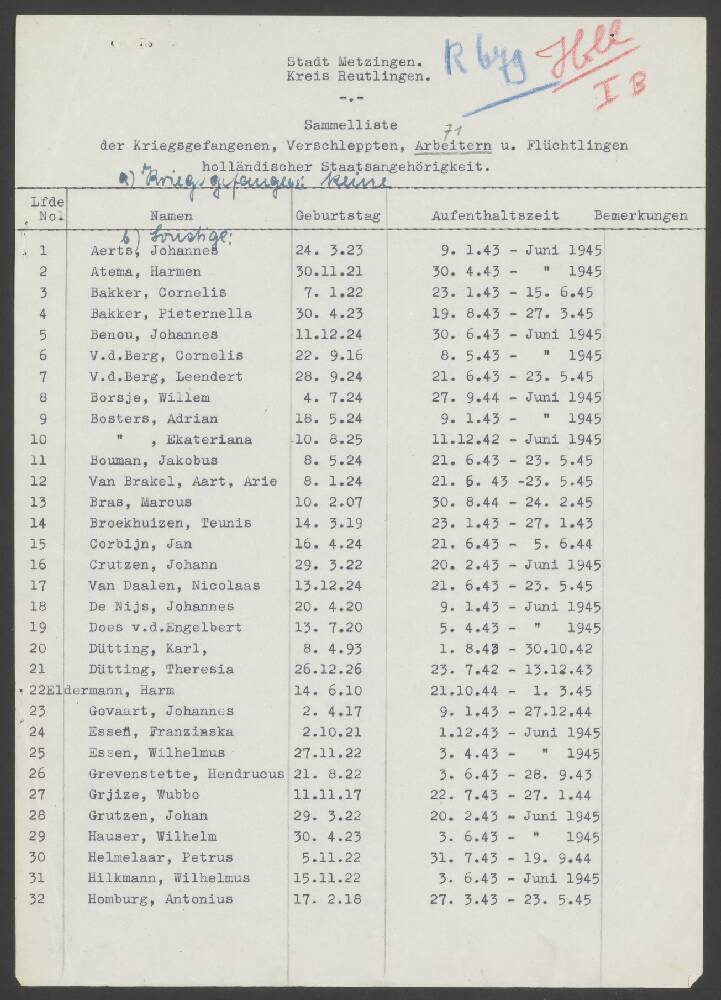 Stadt Metzingen.
Kreis Reutlingen.
-.-
R 679 Holl
I B
Sammelliste
71
der Kriegsgefangenen, Verschleppten, Arbeitern u. Flüchtlingen
holländischer Staatsangehörigkeit.
a) Kriegsgefangene: keine
Lfde No. Namen Geburtstag Aufenthaltszeit Bemerkungen
b) Sonstige:
1 Aerts, Johannes 24. 3.23 9. 1.43 - Juni 1945
2 Atema, Harmen 30.11.21 30. 4.43 - " 1945
3 Bakker, Cornelis 7. 1.22 23. 1.43 - 15. 6.45
4 Bakker, Pieternella 30. 4.23 19. 8.43 - 27. 3.45
5 Benou, Johannes 11.12.24 30. 6.43 - Juni 1945
6 V.d.Berg, Cornelis 22. 9.16 8. 5.43 - " 1945
7 V.d.Berg, Leendert 28. 9.24 21. 6.43 - 23. 5.45
8 Borsje, Willem 4. 7.24 27. 9.44 - Juni 1945
9 Bosters, Adrian 18. 5.24 9. 1.43 - " 1945
10 " , Ekateriana 10. 8.25 11.12.42 - Juni 1945
11 Bouman, Jakobus 8. 5.24 21. 6.43 - 23. 5.45
12 Van Brakel, Aart, Arie 8. 1.24 21. 6. 43 -23. 5.45
13 Bras, Marcus 10. 2.07 30. 8.44 - 24. 2.45
14 Broekhuizen, Teunis 14. 3.19 23. 1.43 - 27. 1.43
15 Corbijn, Jan 16. 4.24 21. 6.43 - 5. 6.44
16 Crutzen, Johann 29. 3.22 20. 2.43 - Juni 1945
17 Van Daalen, Nicolaas 13.12.24 21. 6.43 - 23. 5.45
18 De Nijs, Johannes 20. 4.20 9. 1.43 - Juni 1945
19 Does v.d.Engelbert 13. 7.20 5. 4.43 - " 1945
20 Dütting, Karl, 8. 4.93 1. 8.42 - 30.10.42
21 Dütting, Theresia 26.12.26 23. 7.42 - 13.12.43
22 Eldermann, Harm 14. 6.10 21.10.44 - 1. 3.45
23 Govaart, Johannes 2. 4.17 9. 1.43 - 27.12.44
24 Essen, Franziska 2.10.21 1.12.43 - Juni 1945
25 Essen, Wilhelmus 27.11.22 3. 4.43 - " 1945
26 Grevenstette, Hendrucus 21. 8.22 3. 6.43 - 28. 9.43
27 Grjize, Wubbo 11.11.17 22. 7.43 - 27. 1.44
28 Grutzen, Johan 29. 3.22 20. 2.43 - Juni 1945
29 Hauser, Wilhelm 30. 4.23 3. 6.43 - " 1945
30 Helmelaar, Petrus 5.11.22 31. 7.43 - 19. 9.44
31 Hilkmann, Wilhelmus 15.11.22 3. 6.43 - Juni 1945
32 Homburg, Antonius 17. 2.18 27. 3.43 - 23. 5.45